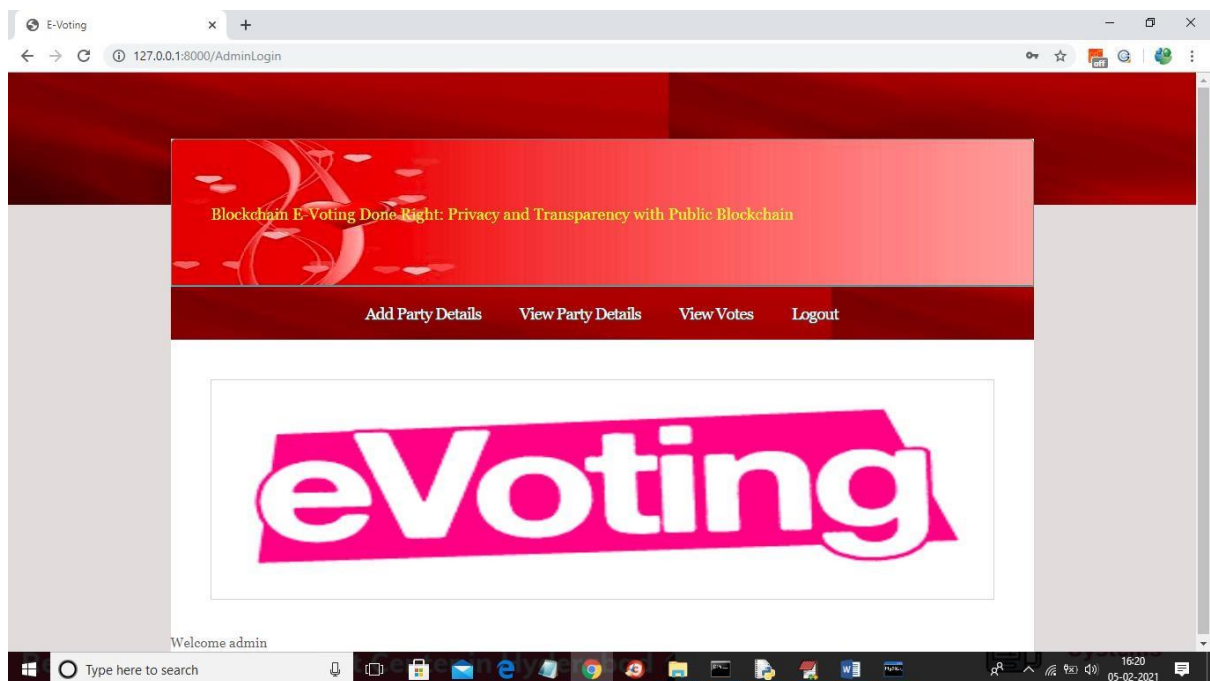 E-Voting
127.0.0.1:8000/AdminLogin
off
Blockchain E-Voting Done Right: Privacy and Transparency with Public Blockchain
Add Party Details View Party Details View Votes Logout
eVoting
Welcome admin
Type here to search
16:20
05-02-2021